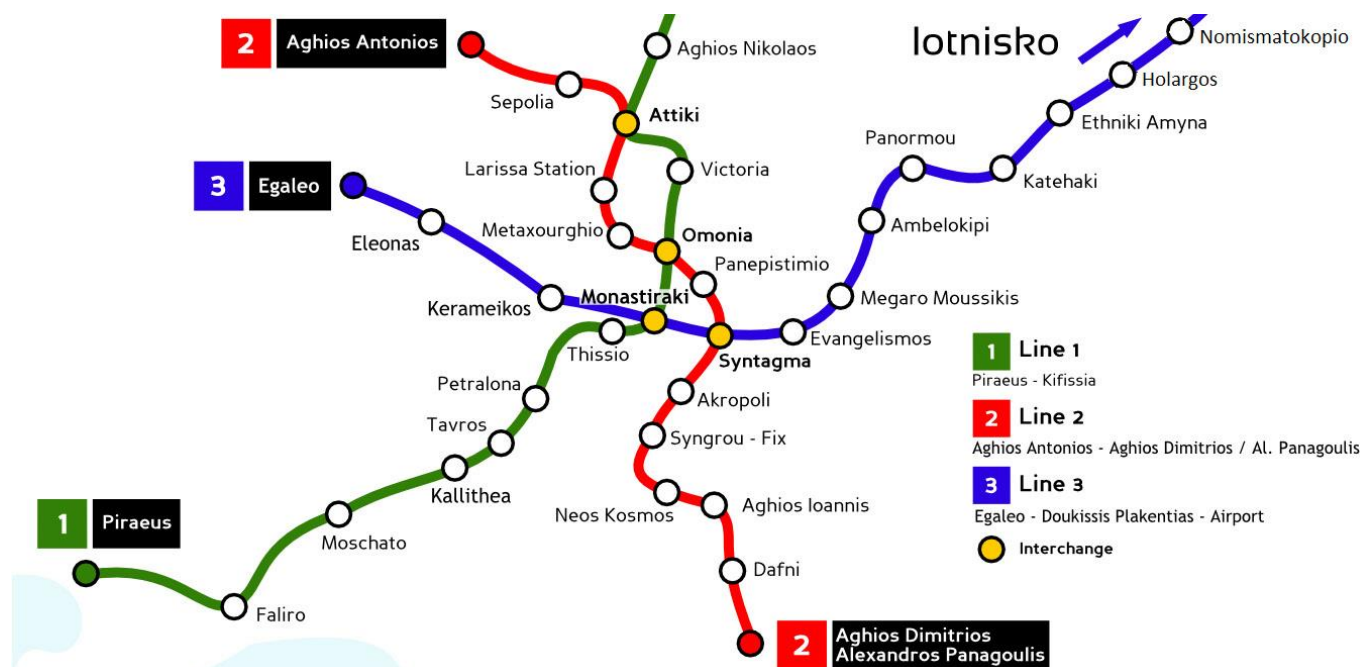 2 Aghios Antonios
Aghios Nikolaos
lotnisko
Nomismatokopio
Holargos
Sepolia
Attiki
Ethniki Amyna
Panormou
Larissa Station
Victoria
Katehaki
3 Egaleo
Eleonas
Metaxourghio
Omonia
Ambelokipi
Panepistimio
Kerameikos
Monastiraki
Megaro Moussikis
Thissio
Syntagma
Evangelismos
1 Line 1
Piraeus - Kifissia
Petralona
Akropoli
Tavros
Syngrou - Fix
2 Line 2
Aghios Antonios - Aghios Dimitrios / Al. Panagoulis
Kallithea
3 Line 3
Egaleo - Doukissis Plakentias - Airport
Neos Kosmos
Aghios Ioannis
1 Piraeus
Moschato
Interchange
Dafni
Faliro
2 Aghios Dimitrios
Alexandros Panagoulis